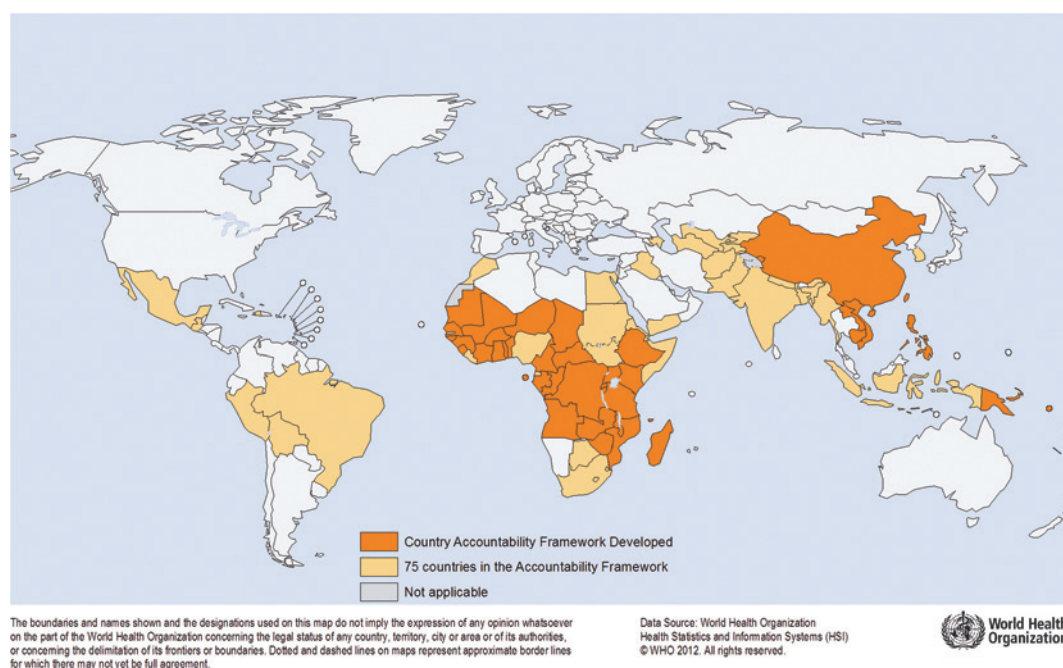 Country Accountability Framework Developed
75 countries in the Accountability Framework
Not applicable
The boundaries and names shown and the designations used on this map do not imply the expression of any opinion whatsoever
on the part of the World Health Organization concerning the legal status of any country, territory, city or area or of its authorities,
or concerning the delimitation of its frontiers or boundaries. Dotted and dashed lines on maps represent approximate border lines
for which there may not yet be full agreement.
Data Source: World Health Organization
Health Statistics and Information Systems (HSI)
© WHO 2012. All rights reserved.
World Health
Organization